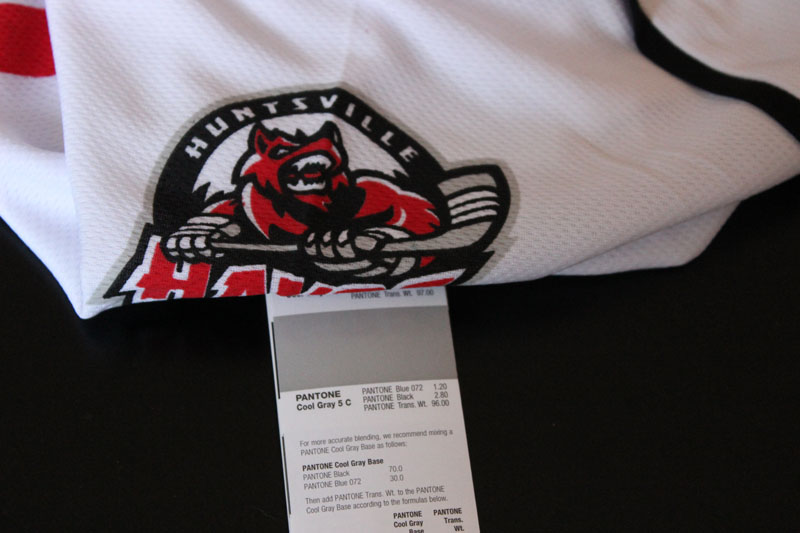 HUNTSVILLE
PANTONE Trans. Wt. 97.00
PANTONE
Cool Gray 5 C
PANTONE Blue 072 1.20
PANTONE Black 2.80
PANTONE Trans. Wt. 96.00
For more accurate blending, we recommend mixing a
PANTONE Cool Gray Base as follows:
PANTONE Cool Gray Base
PANTONE Black 70.0
PANTONE Blue 072 30.0
Then add PANTONE Trans. Wt. to the PANTONE
Cool Gray Base according to the formulas below.
PANTONE PANTONE
Cool Gray Trans.
Base Wt.